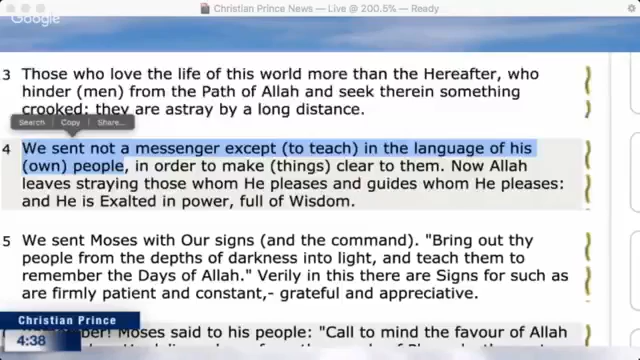 Christian Prince News — Live @ 200.5% — Ready
Google
3 Those who love the life of this world more than the Hereafter, who
hinder (men) from the Path of Allah and seek therein something
crooked: they are astray by a long distance.
Search Copy Share...
4 We sent not a messenger except (to teach) in the language of his
(own) people, in order to make (things) clear to them. Now Allah
leaves straying those whom He pleases and guides whom He pleases:
and He is Exalted in power, full of Wisdom.
5 We sent Moses with Our signs (and the command). "Bring out thy
people from the depths of darkness into light, and teach them to
remember the Days of Allah." Verily in this there are Signs for such as
are firmly patient and constant,- grateful and appreciative.
Christian Prince
4:38
Moses said to his people: "Call to mind the favour of Allah